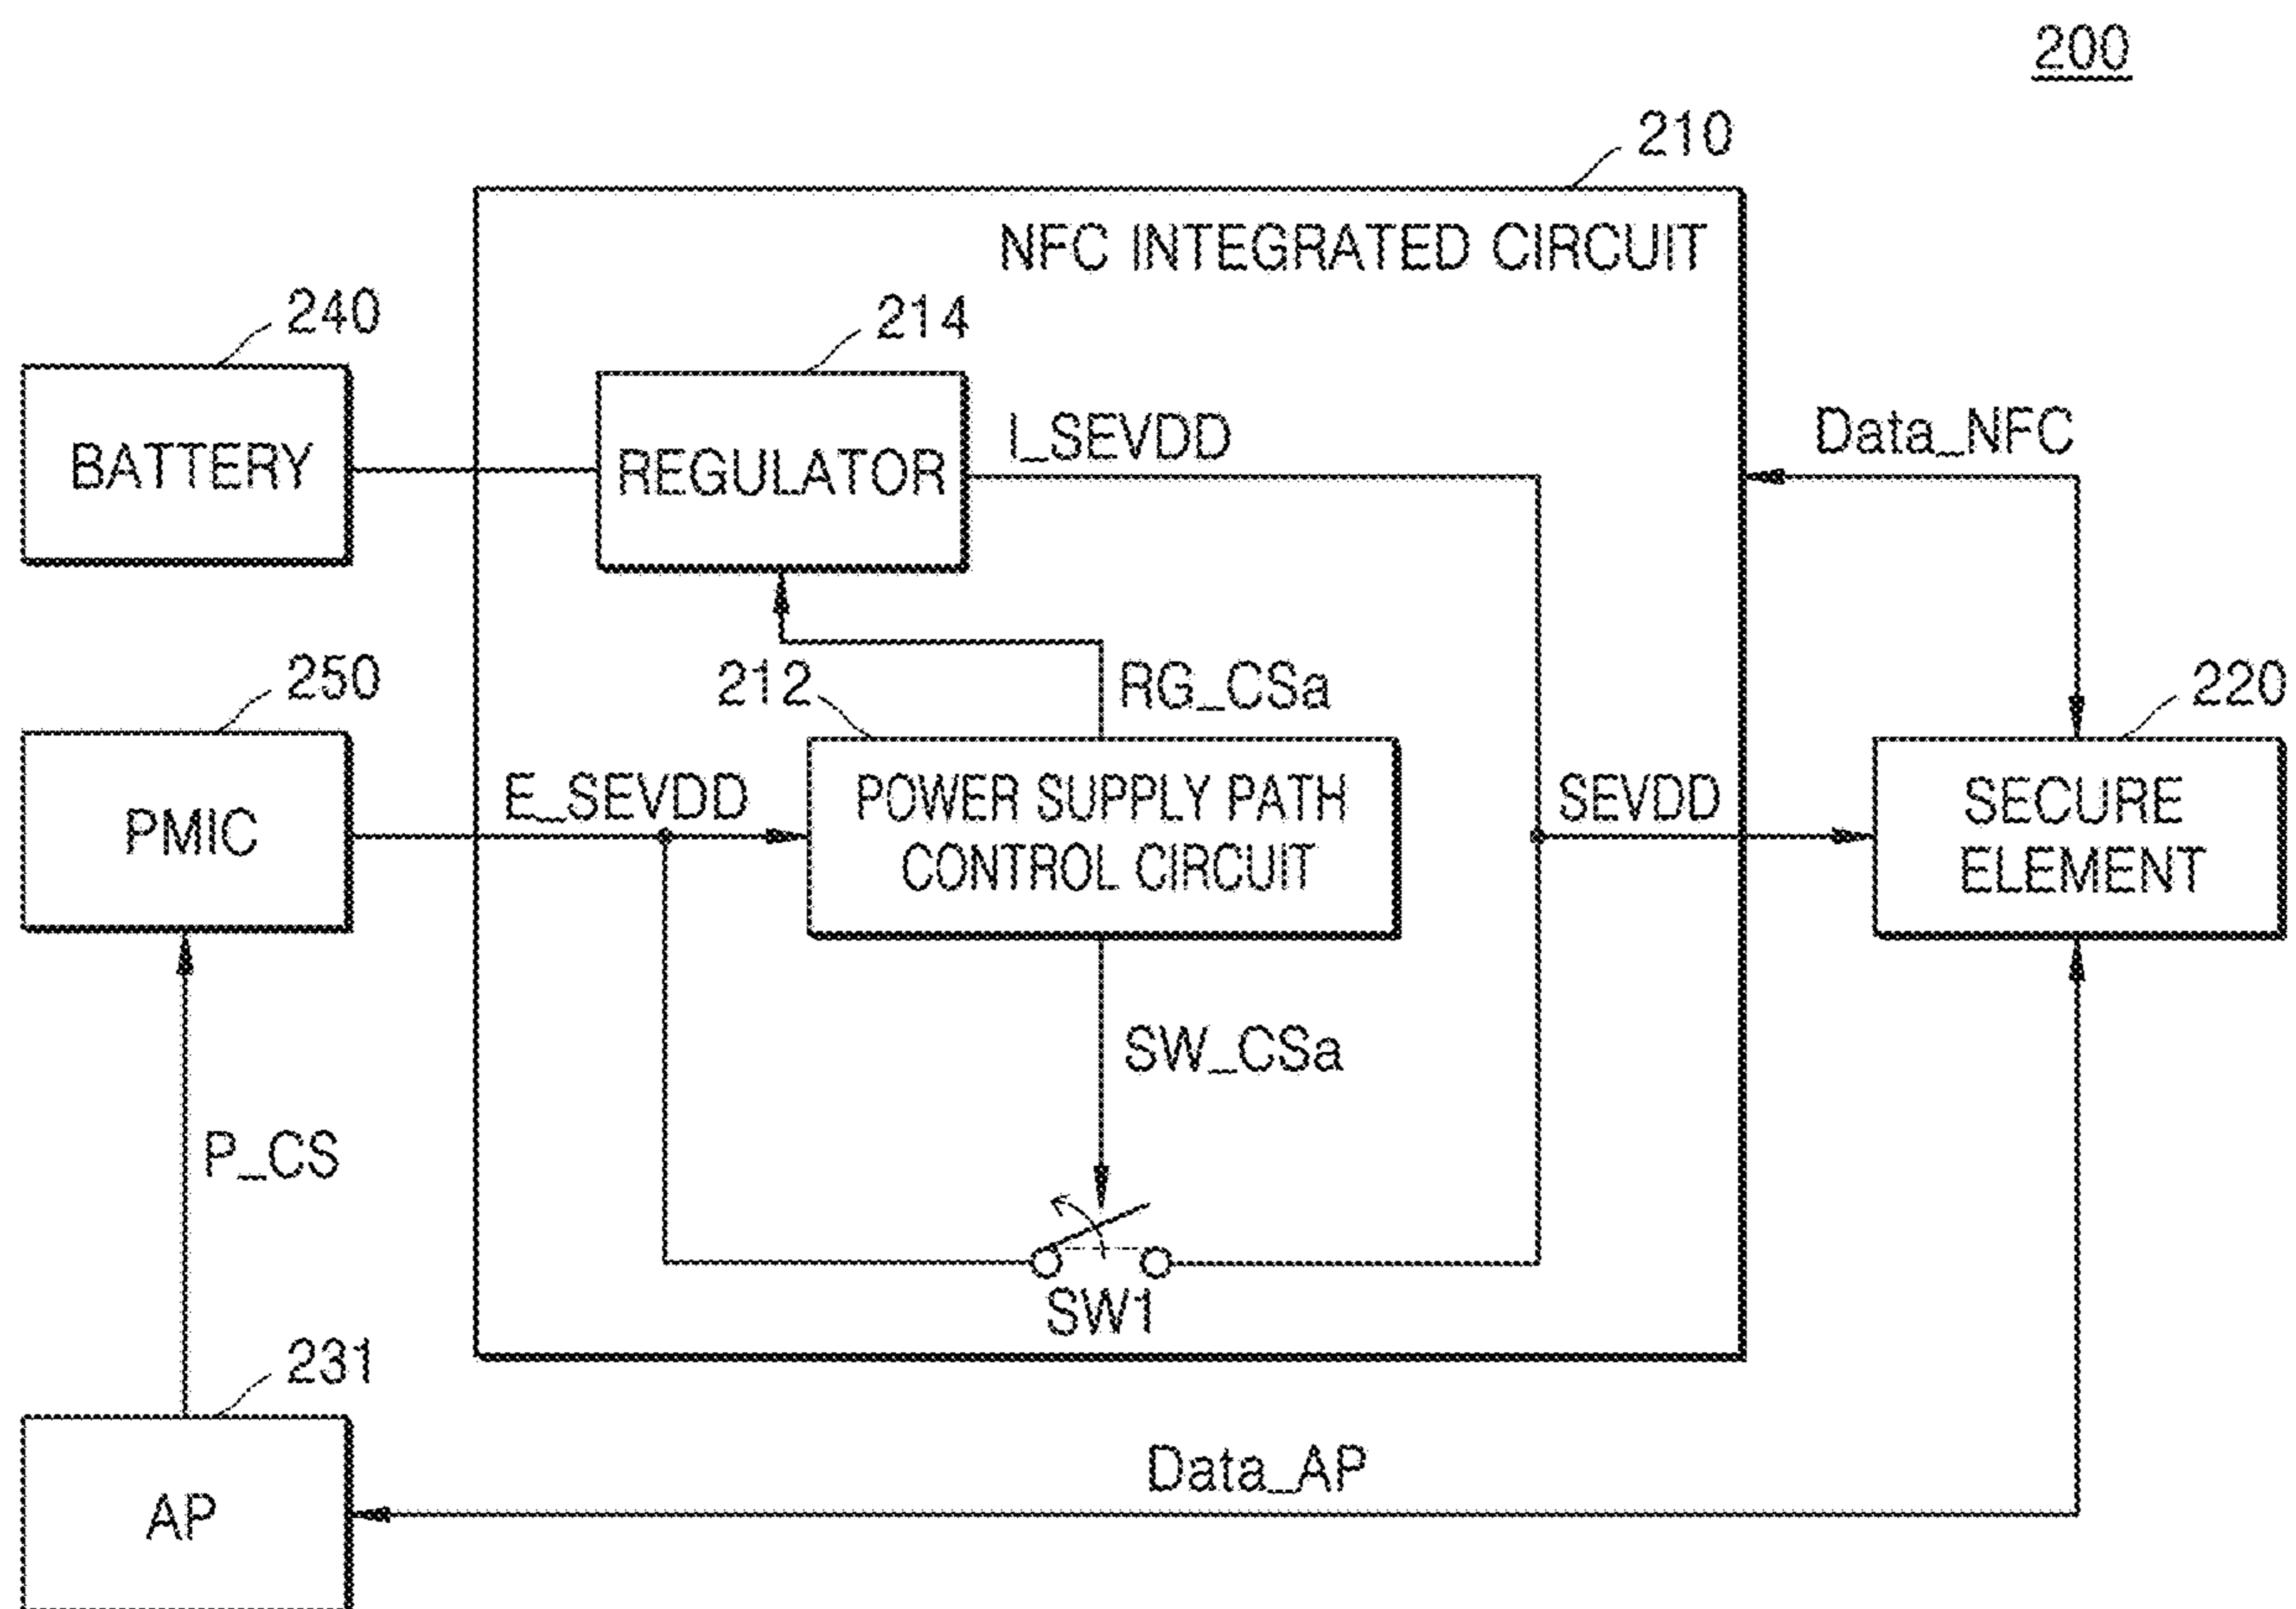 200
210
NFC INTEGRATED CIRCUIT
240
214
BATTERY
REGULATOR
I_SEVDD
Data_NFC
250
212
RG_CSa
220
PMIC
E_SEVDD
POWER SUPPLY PATH
CONTROL CIRCUIT
SEVDD
SECURE
ELEMENT
SW_CSa
P_CS
SW1
231
AP
Data_AP